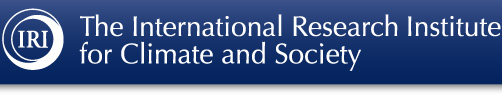 IRI
The International Research Institute
for Climate and Society